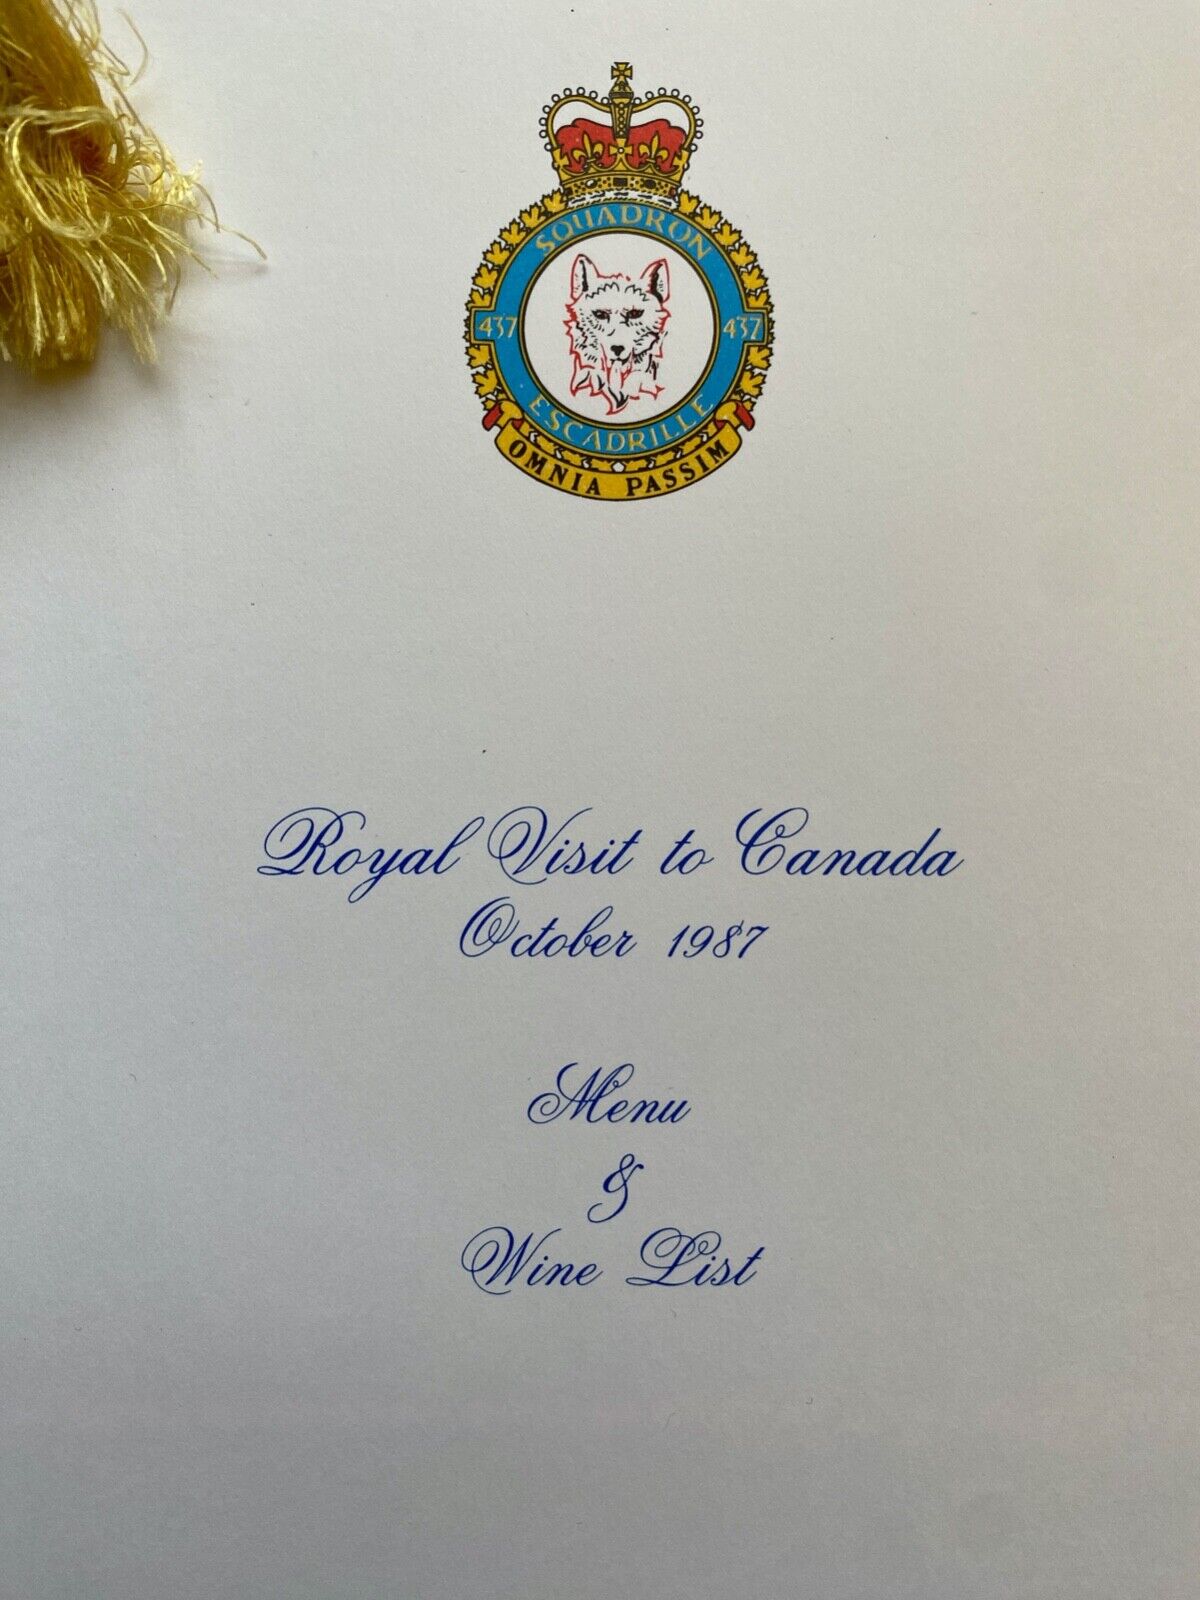 SQUADRON
437 437
ESCADRILLE
OMNIA PASSIM
Royal Visit to Canada
October 1987
Menu
&
Wine List